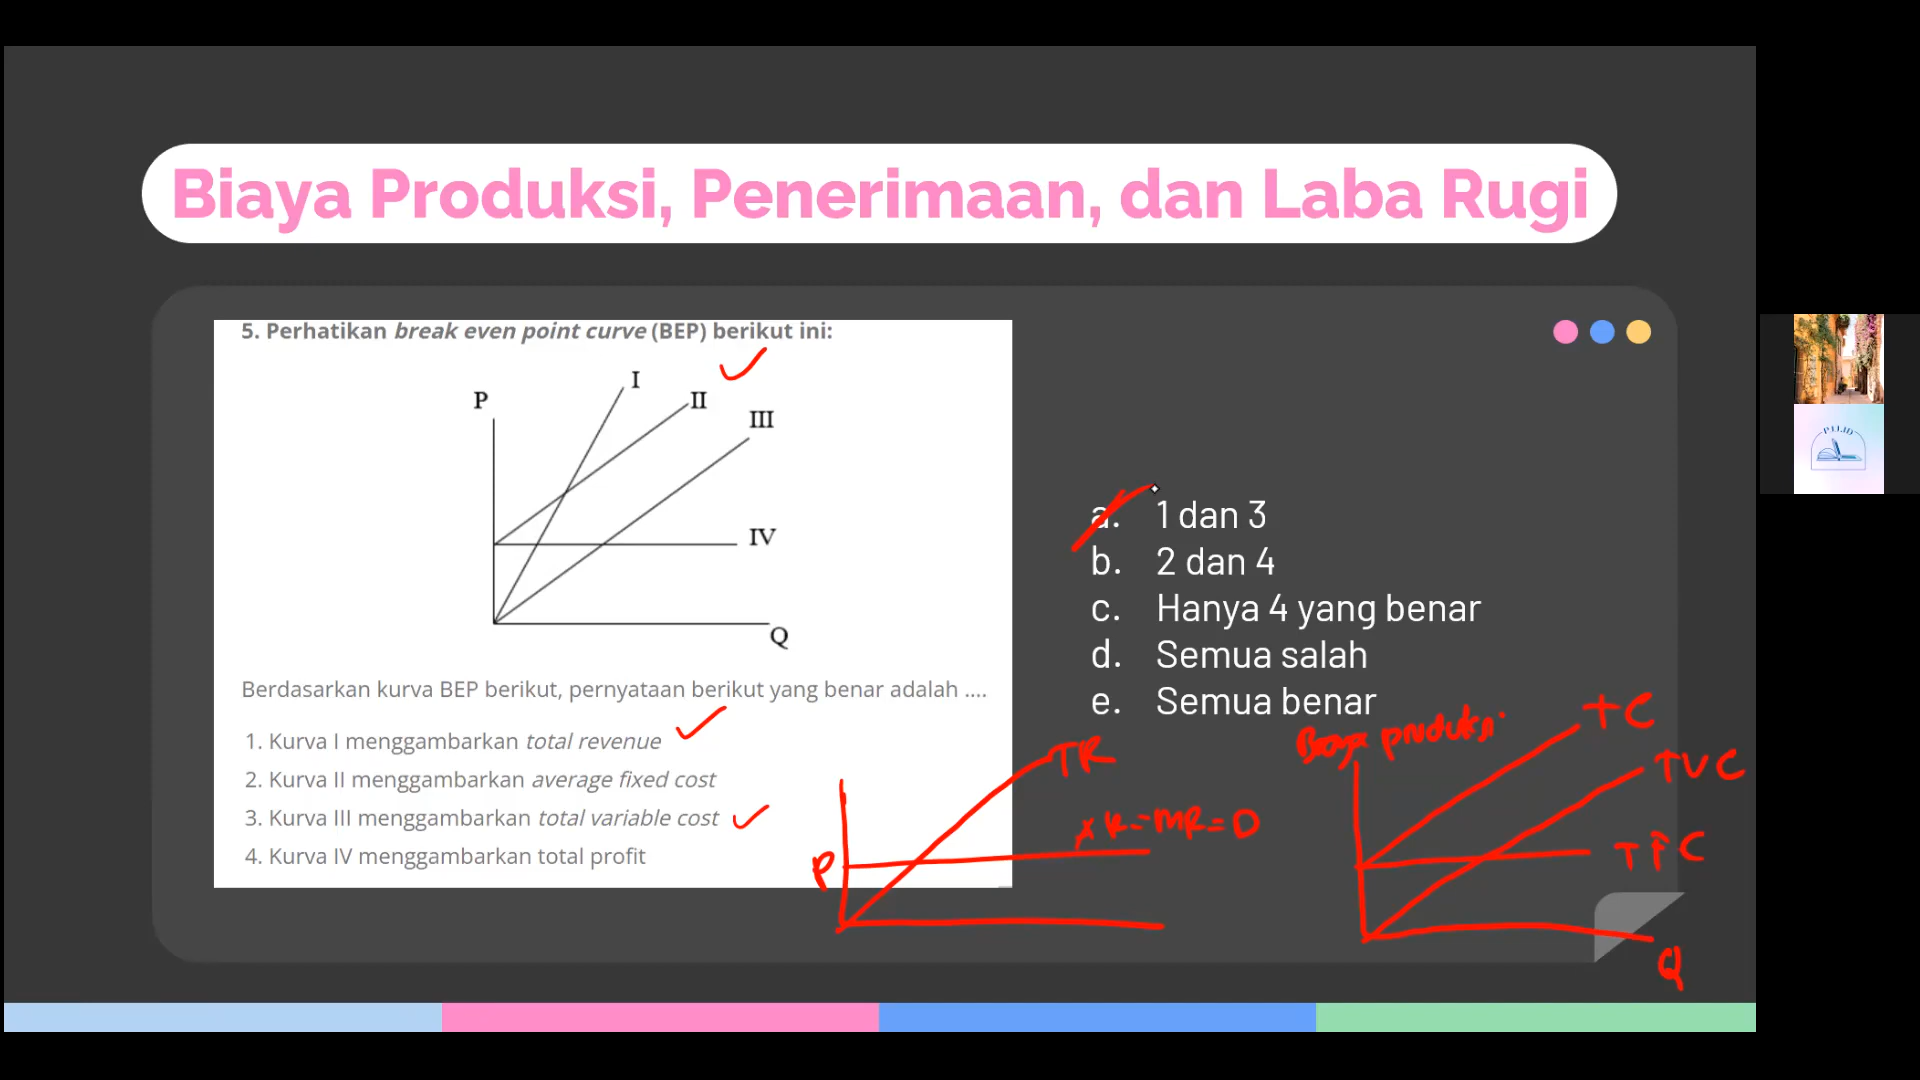 Biaya Produksi, Penerimaan, dan Laba Rugi
5. Perhatikan break even point curve (BEP) berikut ini:
I
P
II
III
IV
Q
Berdasarkan kurva BEP berikut, pernyataan berikut yang benar adalah ....
1. Kurva I menggambarkan total revenue
2. Kurva II menggambarkan average fixed cost
3. Kurva III menggambarkan total variable cost
4. Kurva IV menggambarkan total profit
a. 1 dan 3
b. 2 dan 4
c. Hanya 4 yang benar
d. Semua salah
e. Semua benar
TR
= MR = D
P
Biaya produksi
TC
TVC
TFC
Q